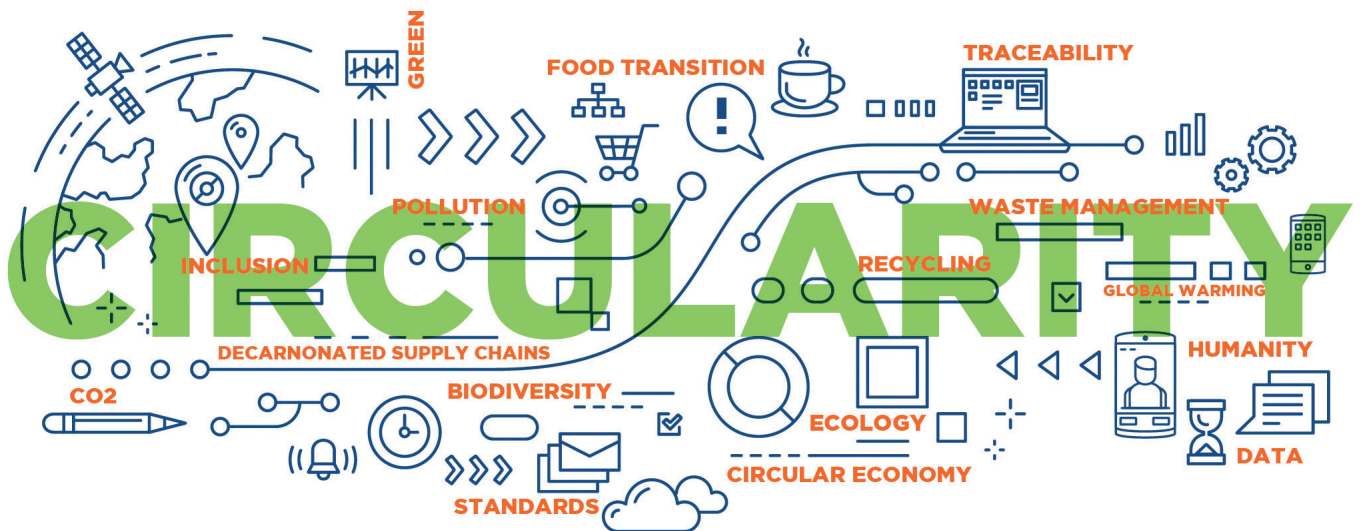 GREEN
FOOD TRANSITION
TRACEABILITY
POLLUTION
WASTE MANAGEMENT
CIRCULARITY
INCLUSION
RECYCLING
GLOBAL WARMING
DECARNONATED SUPPLY CHAINS
HUMANITY
CO2
BIODIVERSITY
ECOLOGY
CIRCULAR ECONOMY
DATA
STANDARDS